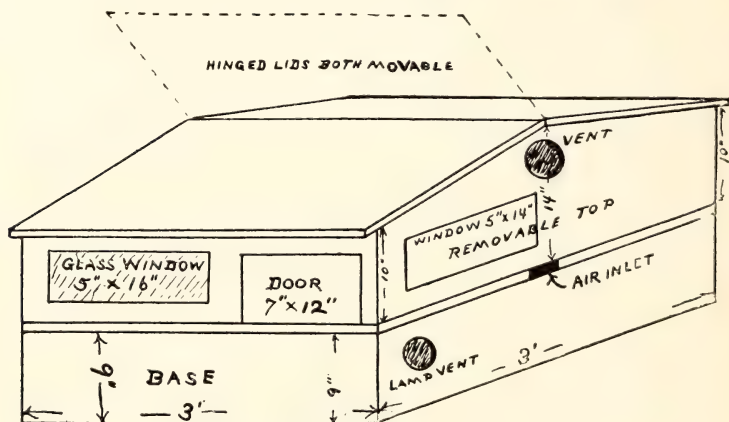 HINGED LIDS BOTH MOVABLE
VENT
10"
14"
WINDOW 5"x14"
REMOVABLE TOP
GLASS WINDOW
5" x 16"
DOOR
7"x12"
10"
AIR INLET
9"
BASE
9"
LAMP VENT
3'
3'